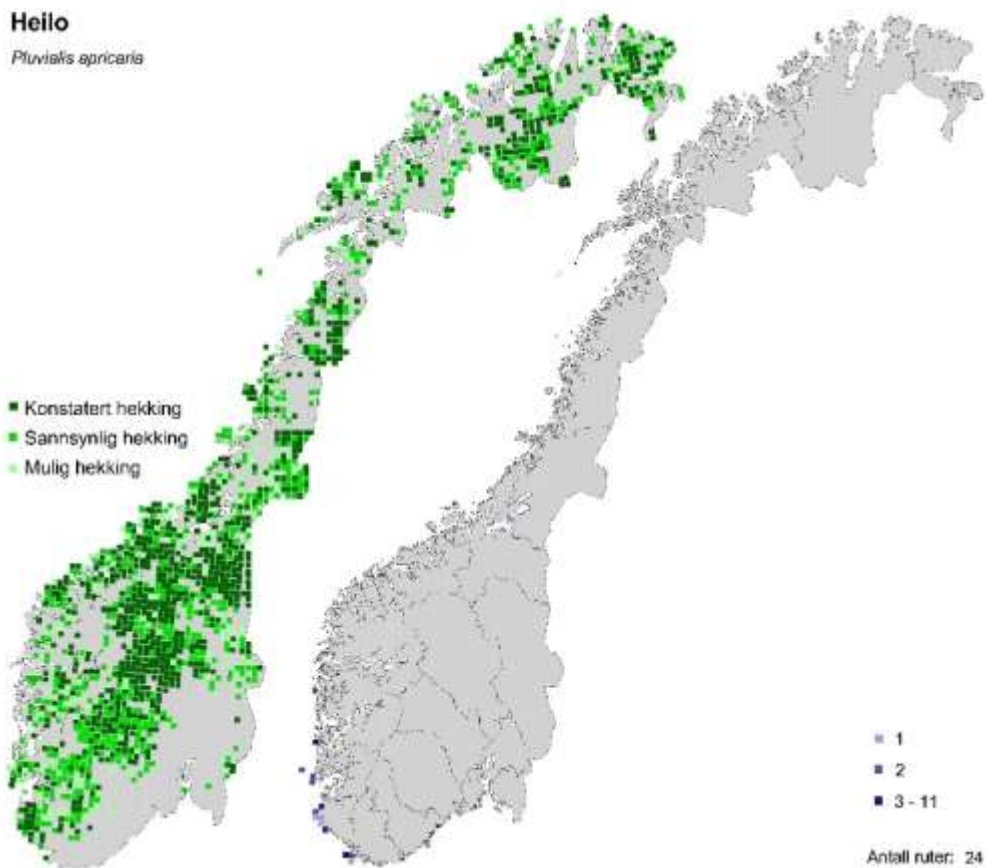 Heilo
Pluvialis apricaria
Konstatert hekking
Sannsynlig hekking
Mulig hekking
1
2
3 - 11
Antall ruter: 24